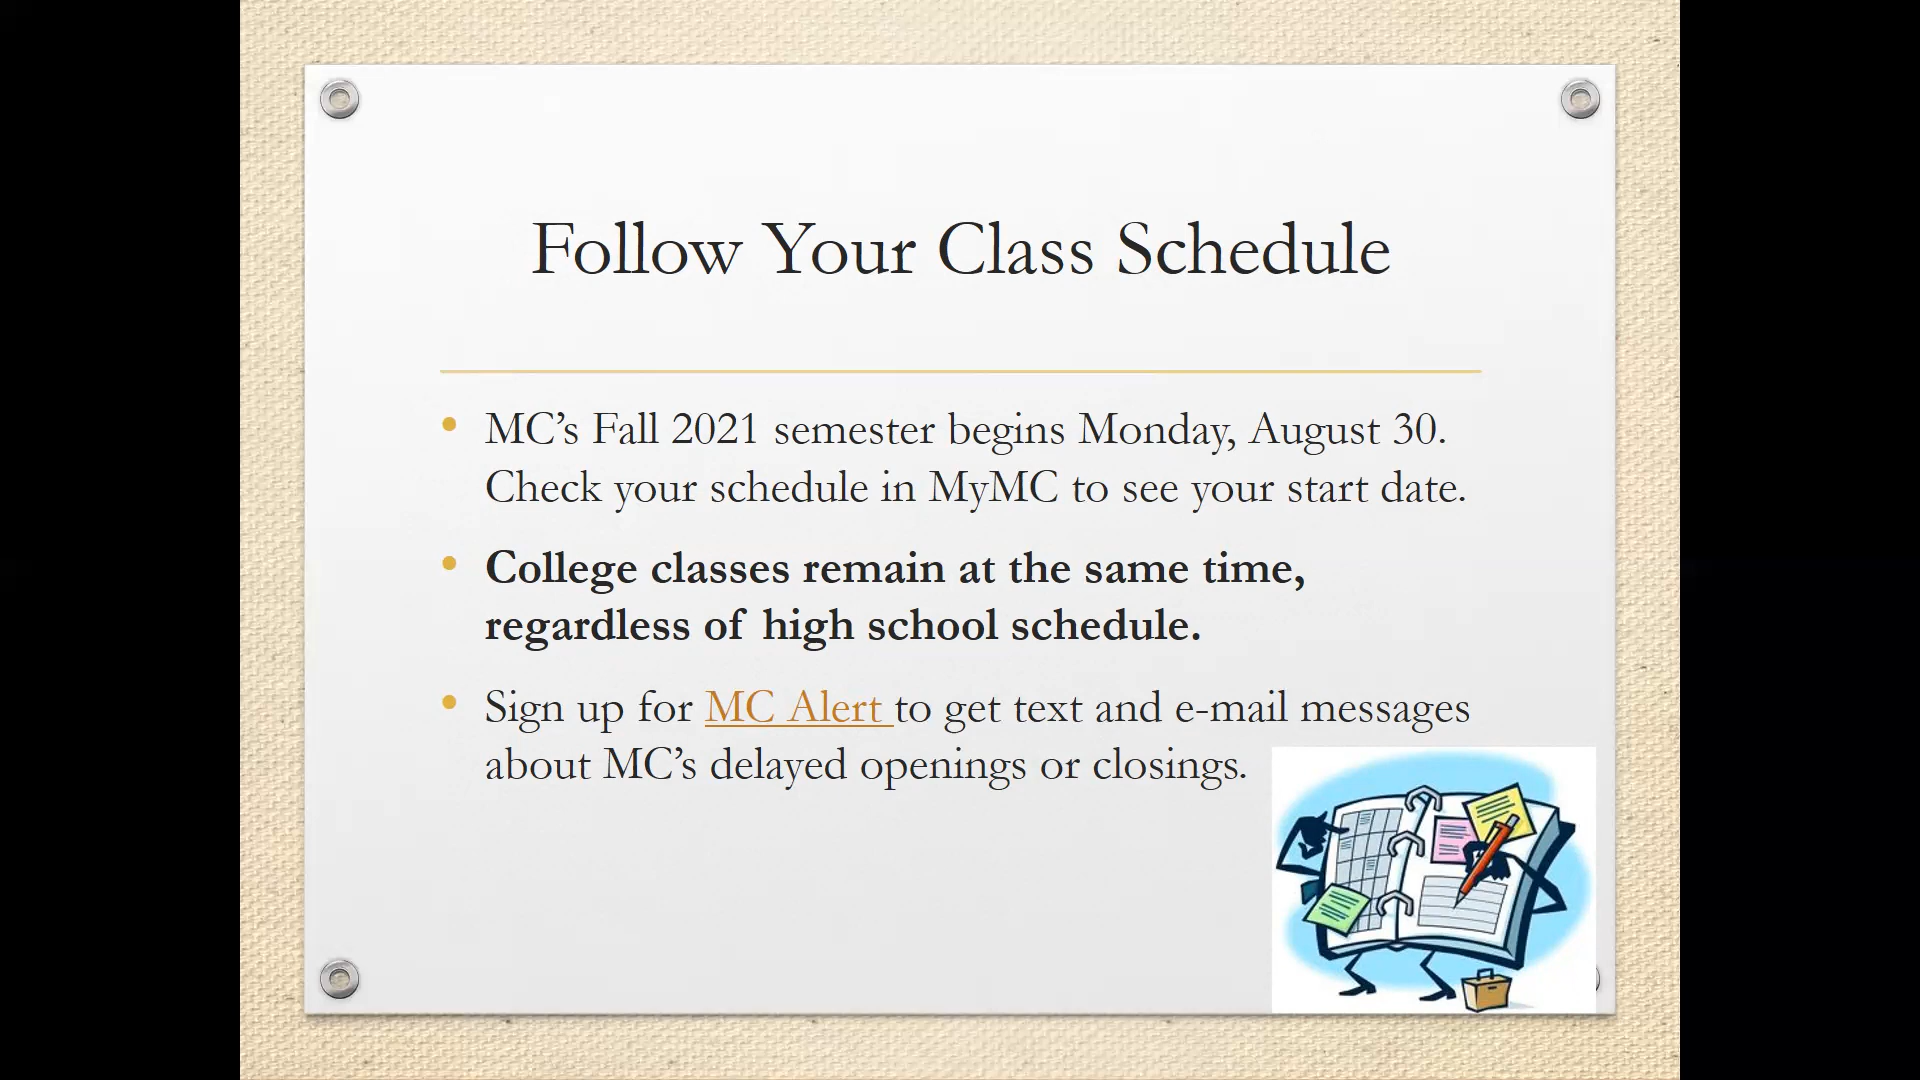 Follow Your Class Schedule
MC’s Fall 2021 semester begins Monday, August 30.
Check your schedule in MyMC to see your start date.
College classes remain at the same time,
regardless of high school schedule.
Sign up for MC Alert to get text and e-mail messages
about MC’s delayed openings or closings.